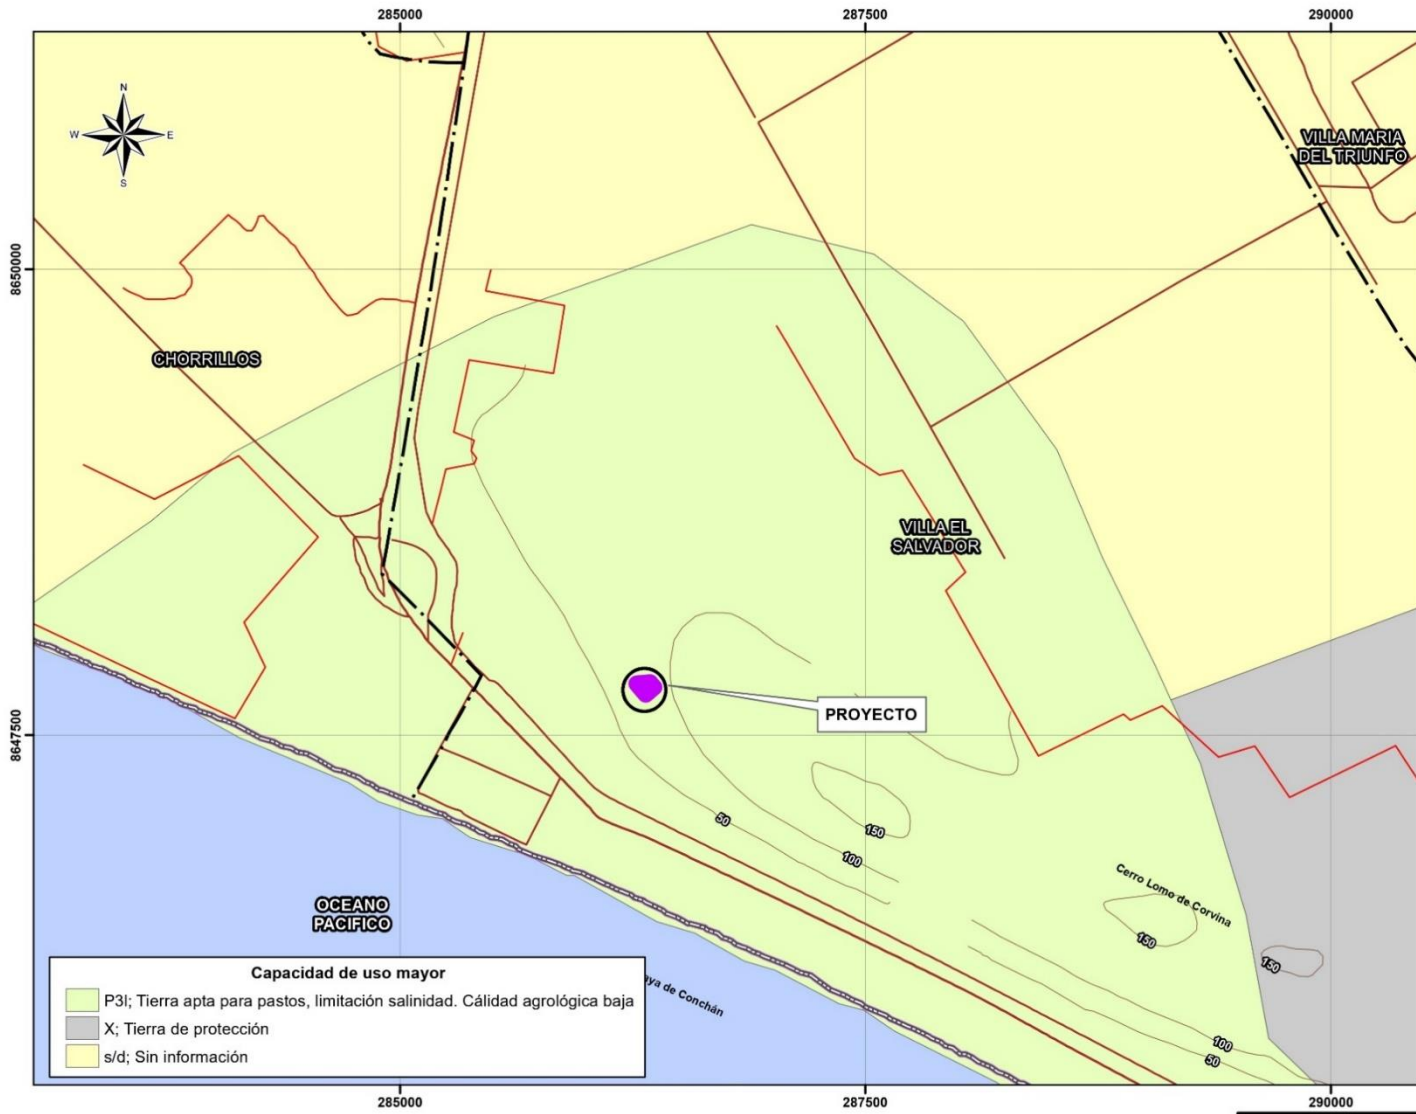 285000
287500
290000
N
W
E
S
VILLA MARIA
DEL TRIUNFO
8650000
CHORRILLOS
VILLA EL
SALVADOR
PROYECTO
8647500
50
150
100
Cerro Lomo de Corvina
150
150
OCEANO
PACIFICO
aya de Conchán
100
50
Capacidad de uso mayor
P3l; Tierra apta para pastos, limitación salinidad. Cálidad agrológica baja
X; Tierra de protección
s/d; Sin información
285000
287500
290000